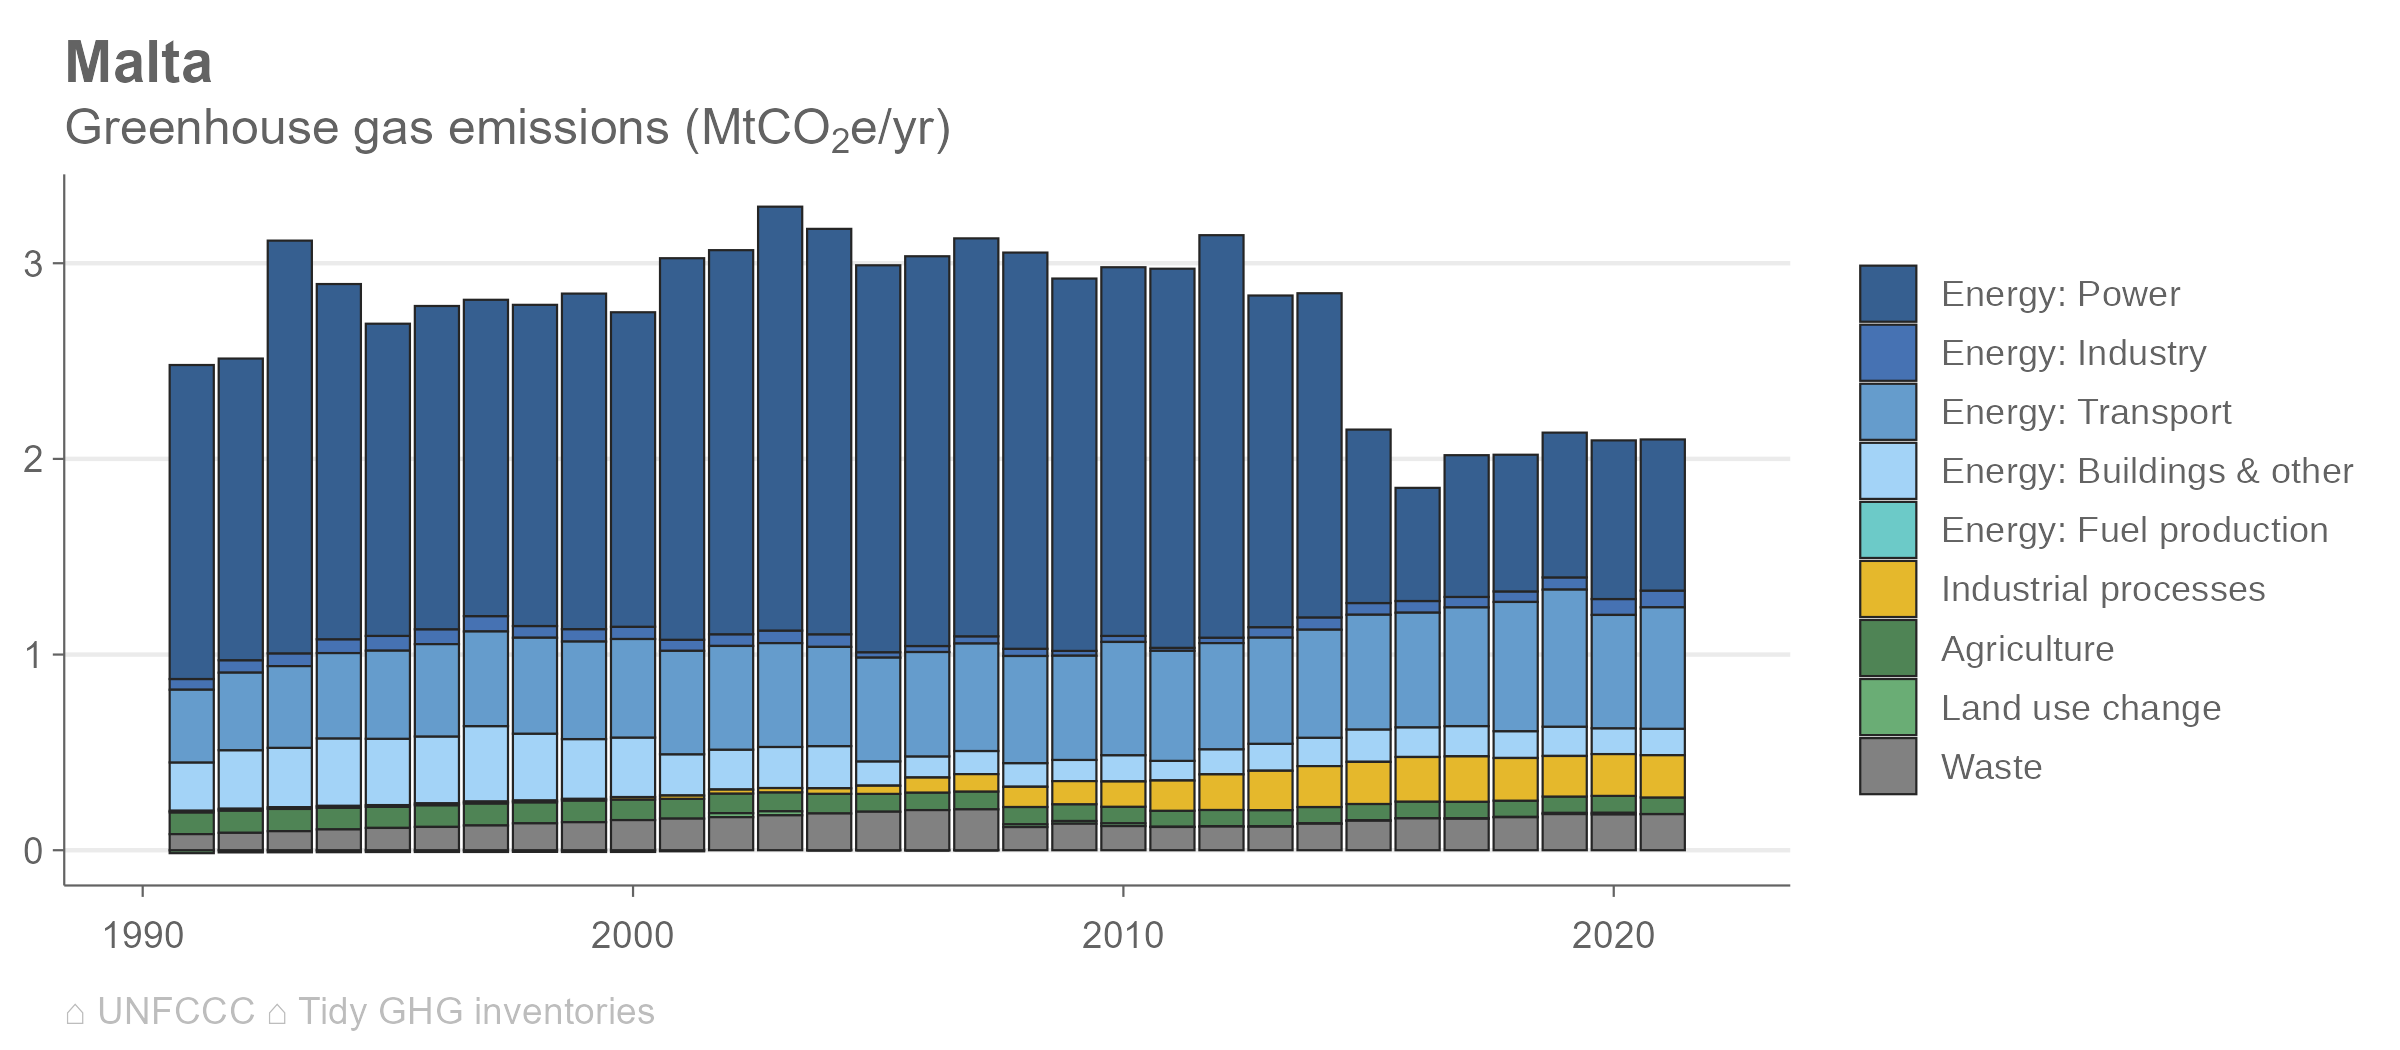 Malta
Greenhouse gas emissions (MtCO₂e/yr)
3
2
1
0
1990 2000 2010 2020
Energy: Power
Energy: Industry
Energy: Transport
Energy: Buildings & other
Energy: Fuel production
Industrial processes
Agriculture
Land use change
Waste
⌂ UNFCCC ⌂ Tidy GHG inventories